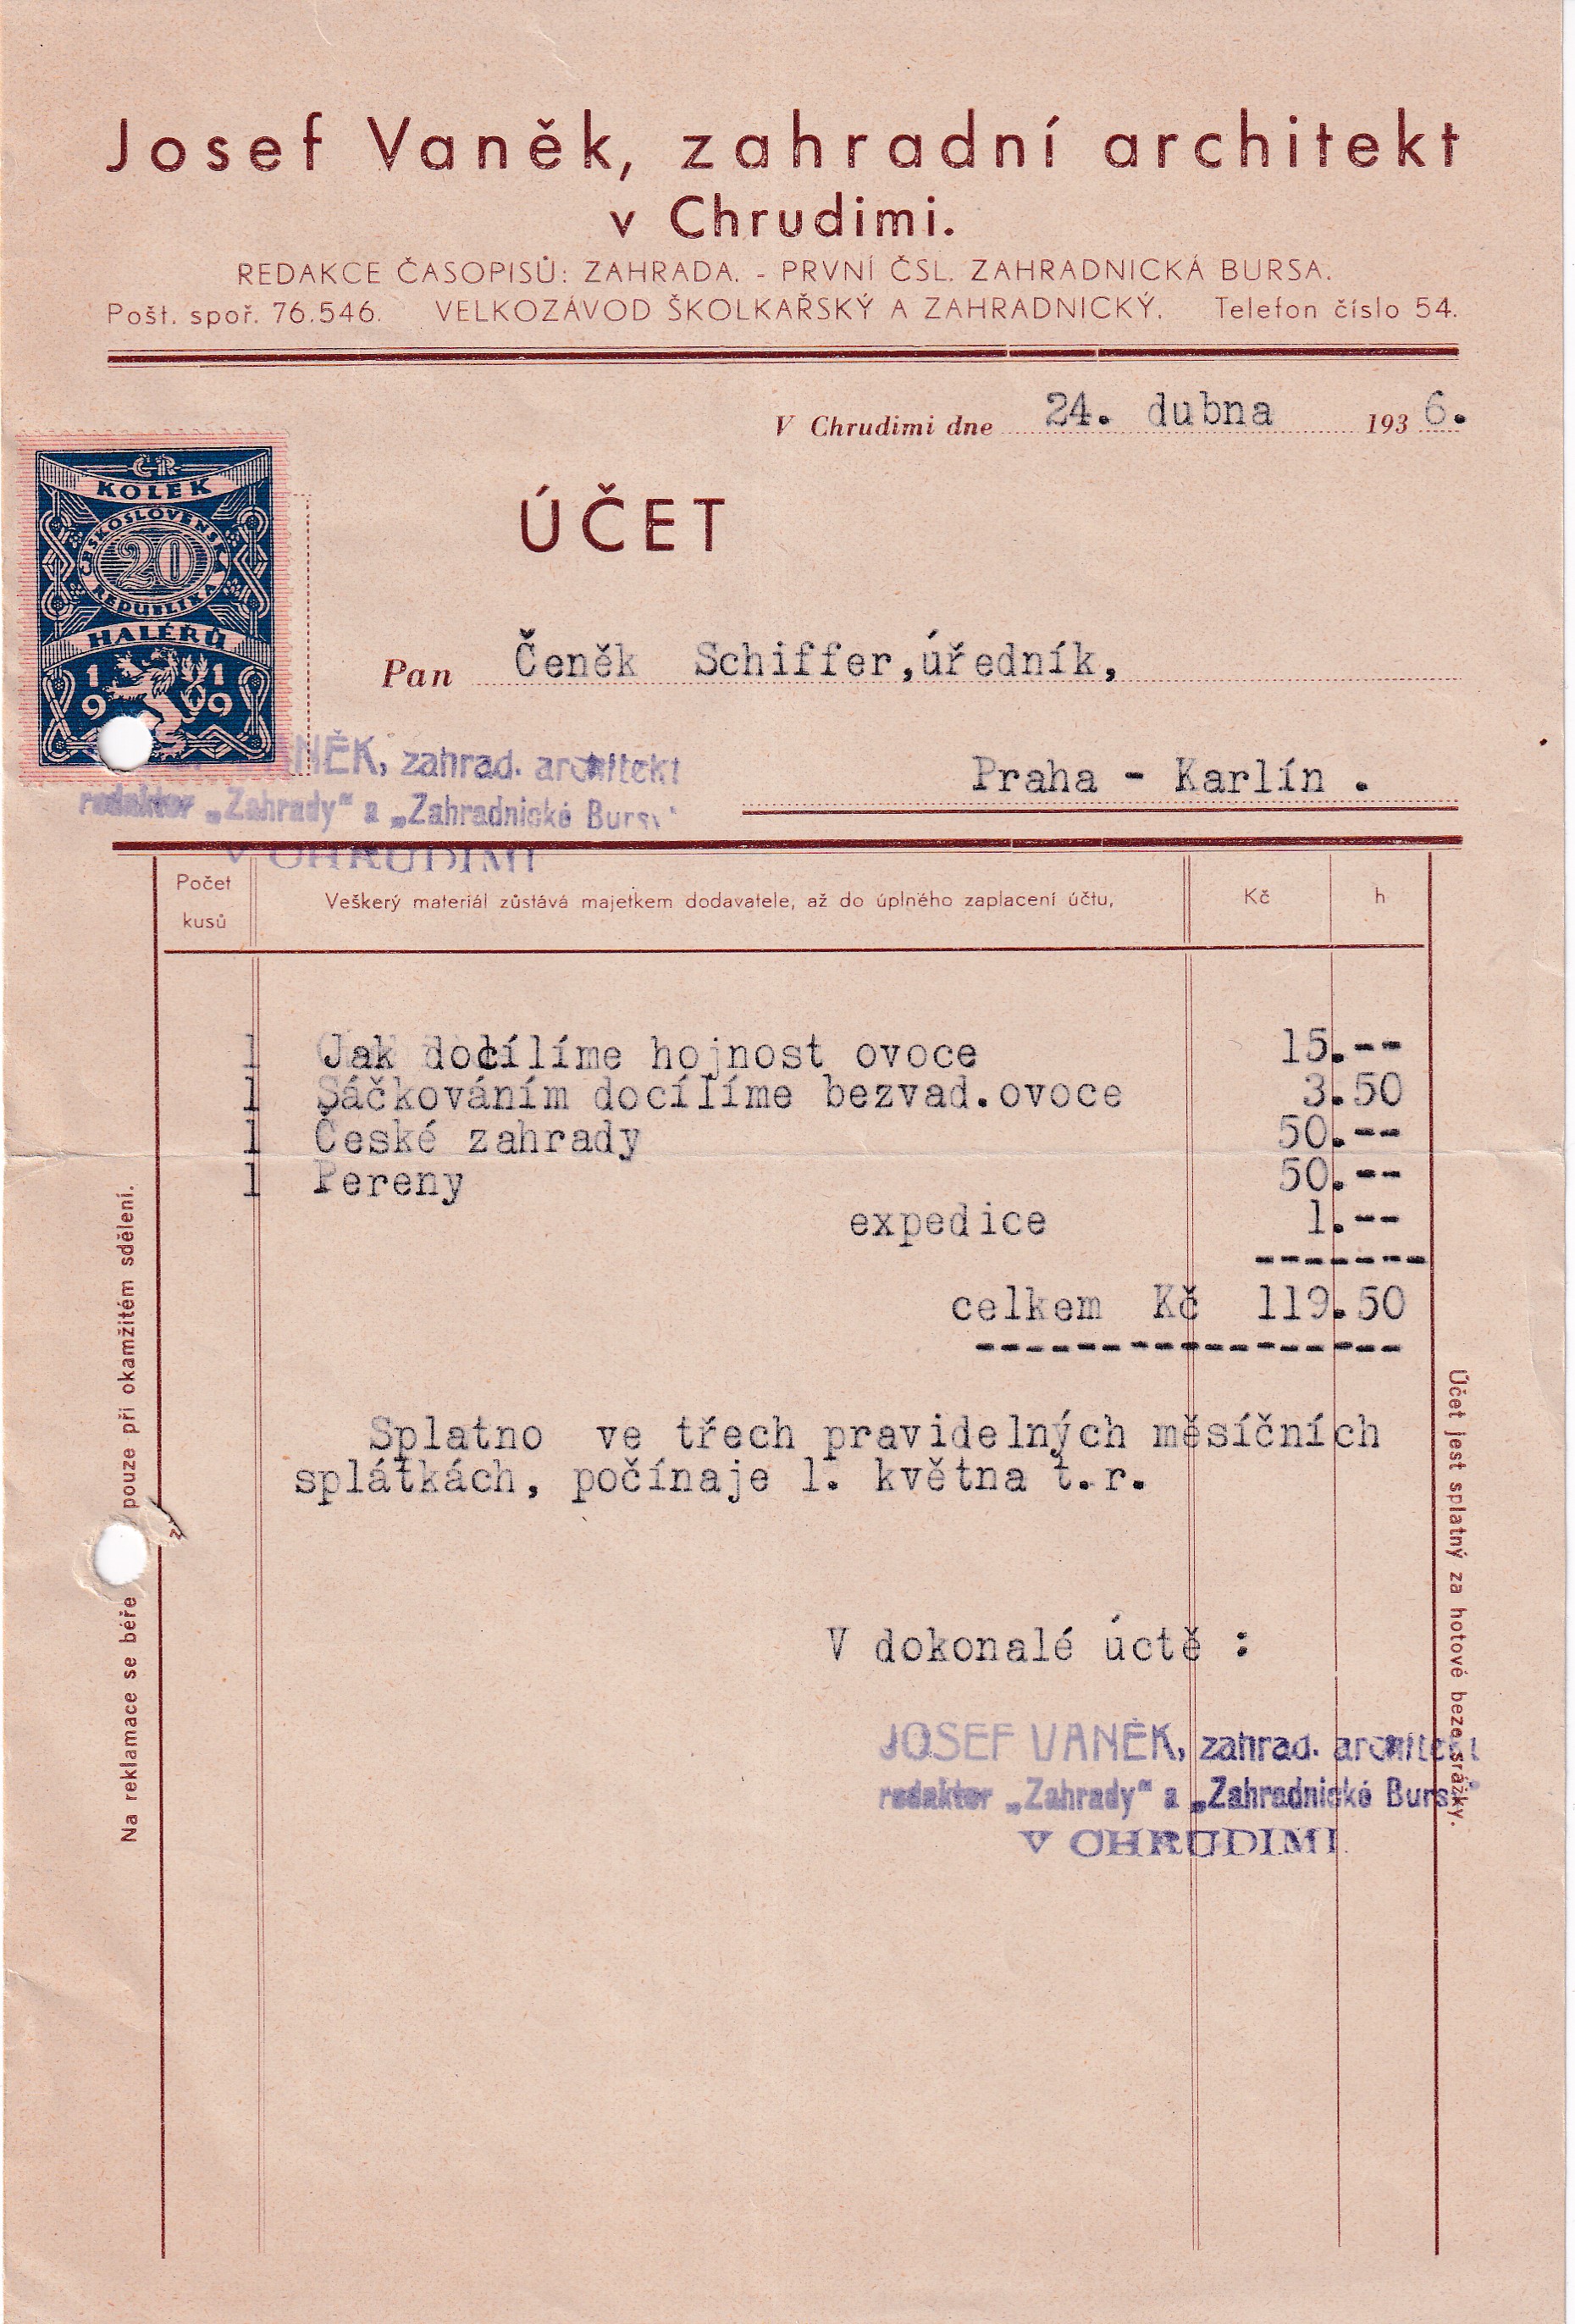 Josef Vaněk, zahradní architekt
v Chrudimi.
REDAKCE ČASOPISŮ: ZAHRADA. - PRVNÍ ČSL. ZAHRADNICKÁ BURSA.
Pošt. spoř. 76.546. VELKOZÁVOD ŠKOLKAŘSKÝ A ZAHRADNICKÝ. Telefon číslo 54.
V Chrudimi dne 24. dubna 1936.
ČR
KOLEK
ČESKOSLOVENSKÁ
20
REPUBLIKA
HALÉŘŮ
1919
ÚČET
Pan Čeněk Schiffer,úředník,
Praha - Karlín .
zahrad. architekt
redaktor „Zahrady" a „Zahradnické Bursy"
V CHRUDIMI
Počet kusů
Veškerý materiál zůstává majetkem dodavatele, až do úplného zaplacení účtu,
Kč h
1 Jak docílíme hojnost ovoce 15.--
1 Sáčkováním docílíme bezvad.ovoce 3.50
1 České zahrady 50.--
1 Pereny 50.--
expedice 1.--
-------
celkem Kč 119.50
-----------------
Splatno ve třech pravidelných měsíčních
splátkách, počínaje 1. května t.r.
V dokonalé úctě :
JOSEF VANĚK, zahrad. architekt
redaktor „Zahrady" a „Zahradnické Bursy"
V CHRUDIMI
Na reklamace se béře pouze při okamžitém sdělení.
Účet jest splatný za hotové beze srážky.